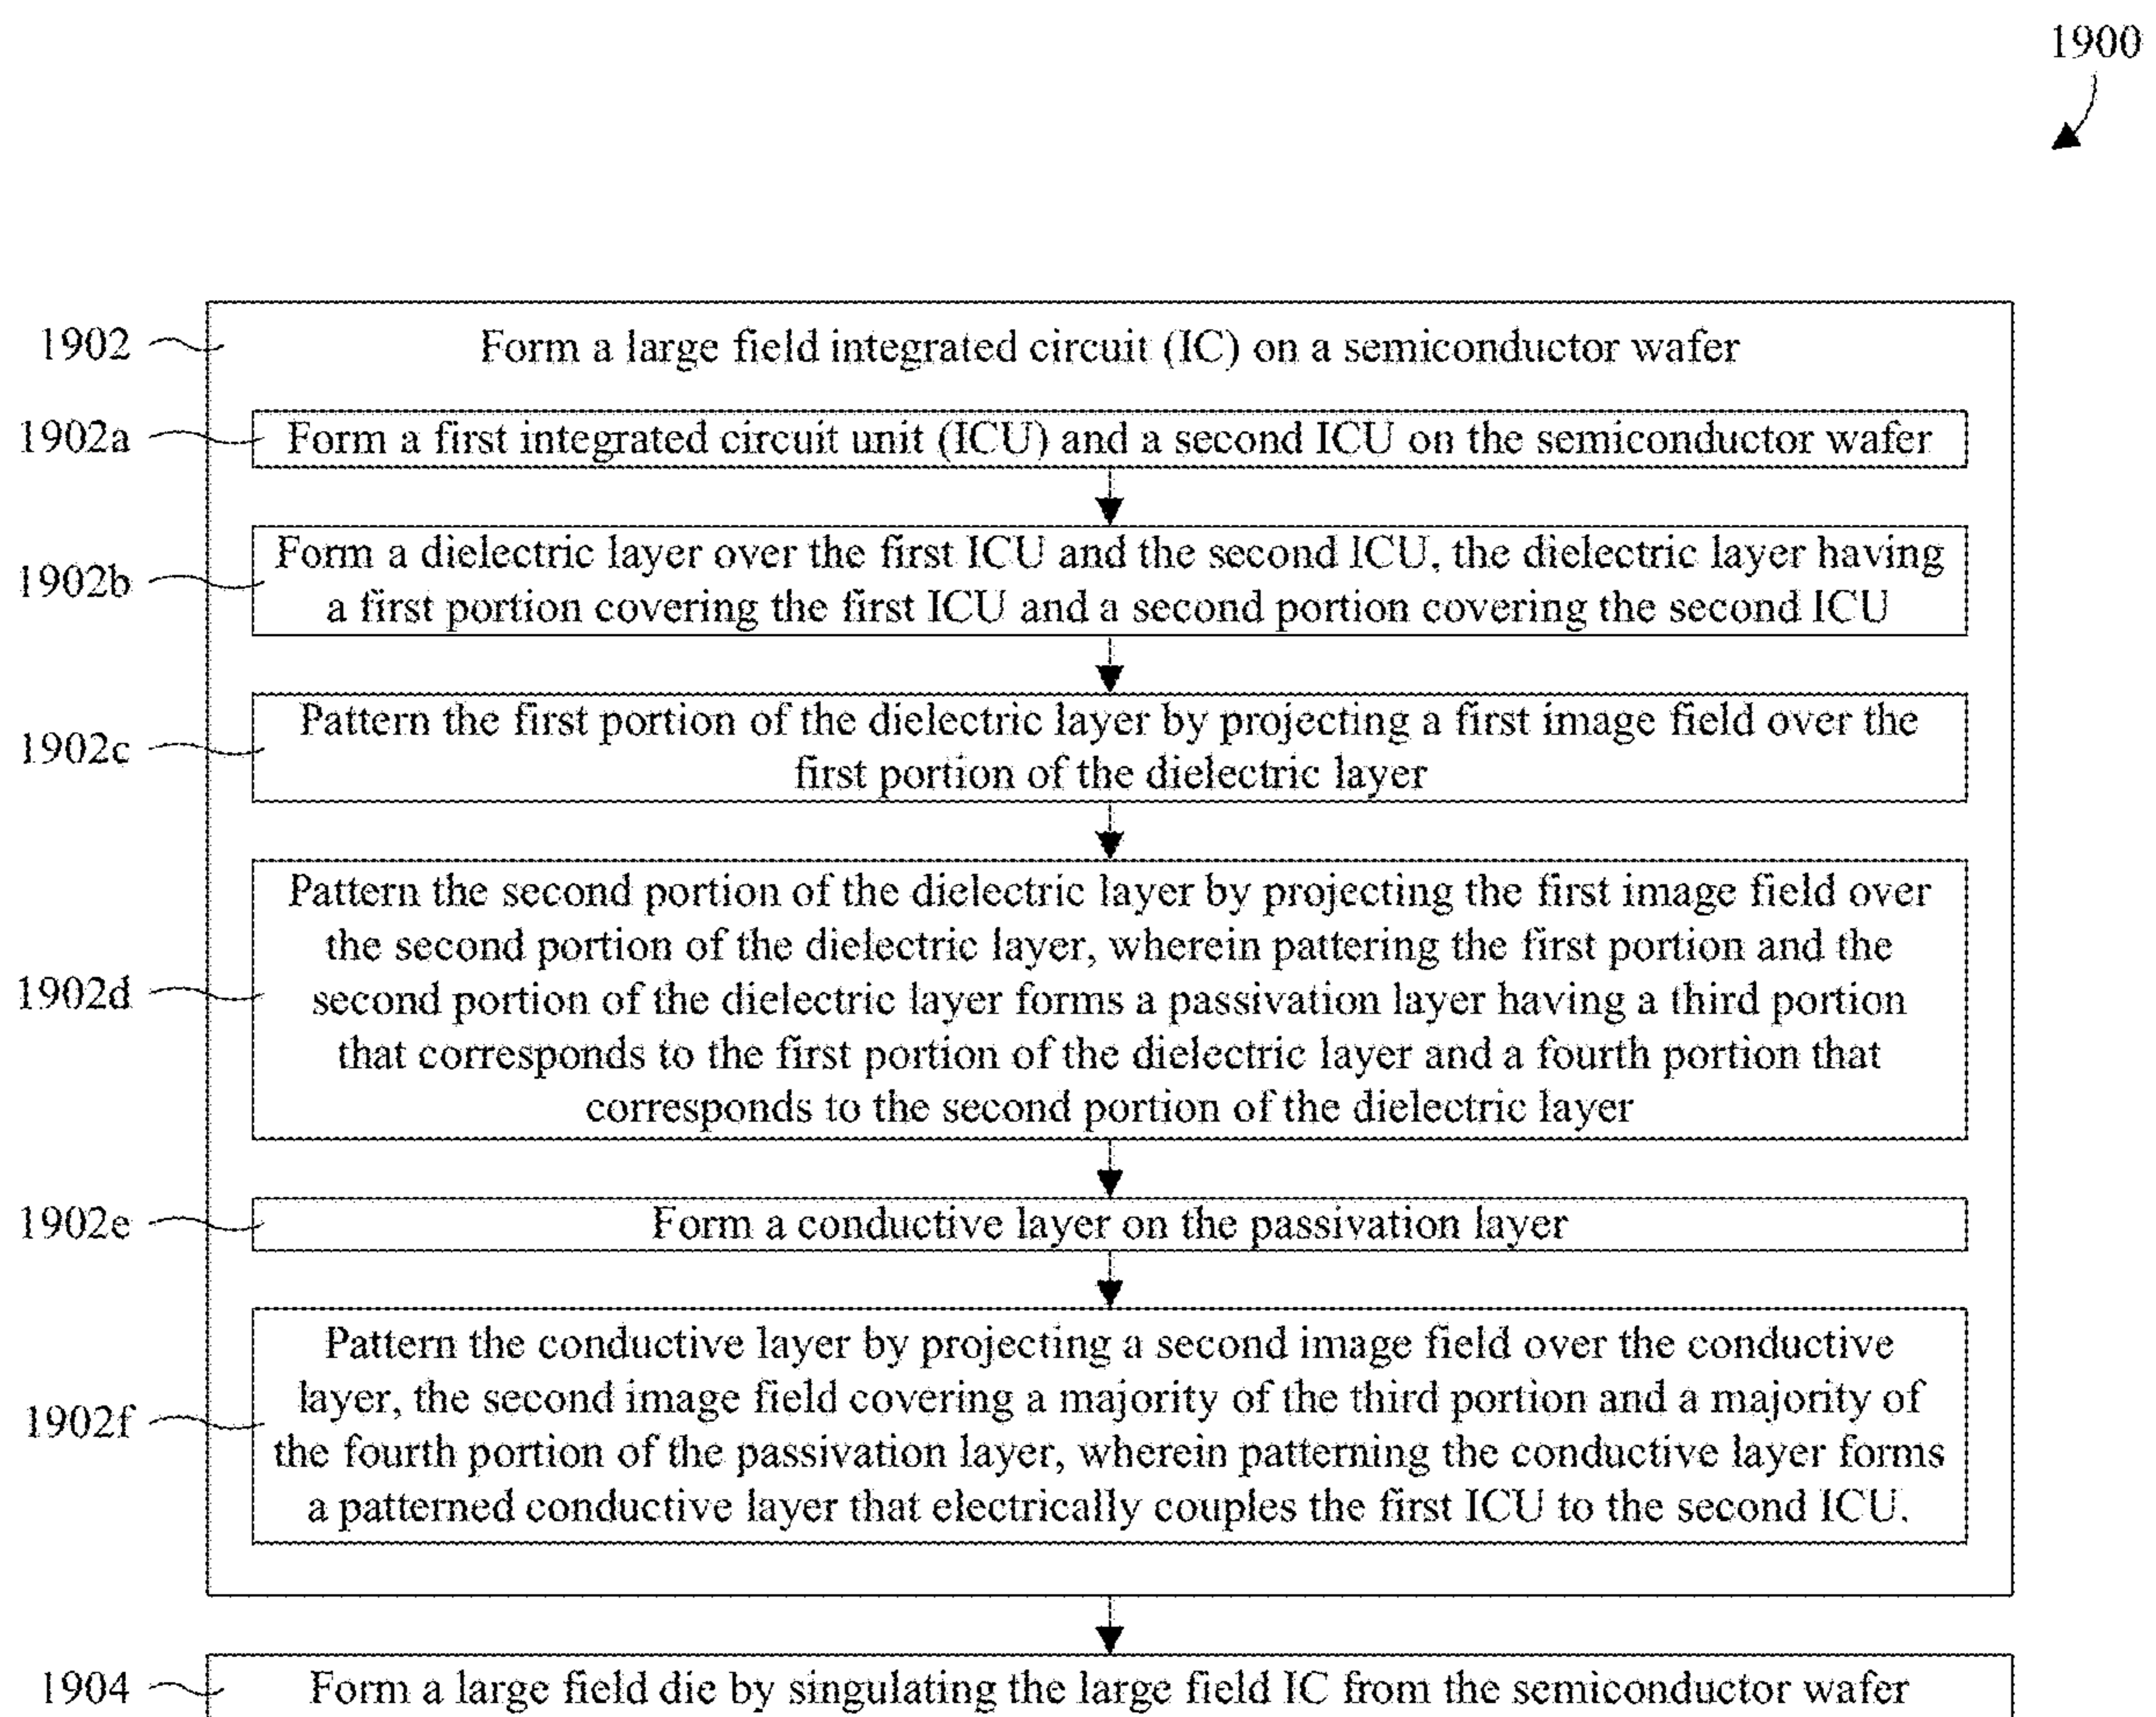 1900
1902
Form a large field integrated circuit (IC) on a semiconductor wafer
1902a
Form a first integrated circuit unit (ICU) and a second ICU on the semiconductor wafer
1902b
Form a dielectric layer over the first ICU and the second ICU, the dielectric layer having
a first portion covering the first ICU and a second portion covering the second ICU
1902c
Pattern the first portion of the dielectric layer by projecting a first image field over the
first portion of the dielectric layer
1902d
Pattern the second portion of the dielectric layer by projecting the first image field over
the second portion of the dielectric layer, wherein pattering the first portion and the
second portion of the dielectric layer forms a passivation layer having a third portion
that corresponds to the first portion of the dielectric layer and a fourth portion that
corresponds to the second portion of the dielectric layer
1902e
Form a conductive layer on the passivation layer
1902f
Pattern the conductive layer by projecting a second image field over the conductive
layer, the second image field covering a majority of the third portion and a majority of
the fourth portion of the passivation layer, wherein patterning the conductive layer forms
a patterned conductive layer that electrically couples the first ICU to the second ICU.
1904
Form a large field die by singulating the large field IC from the semiconductor wafer